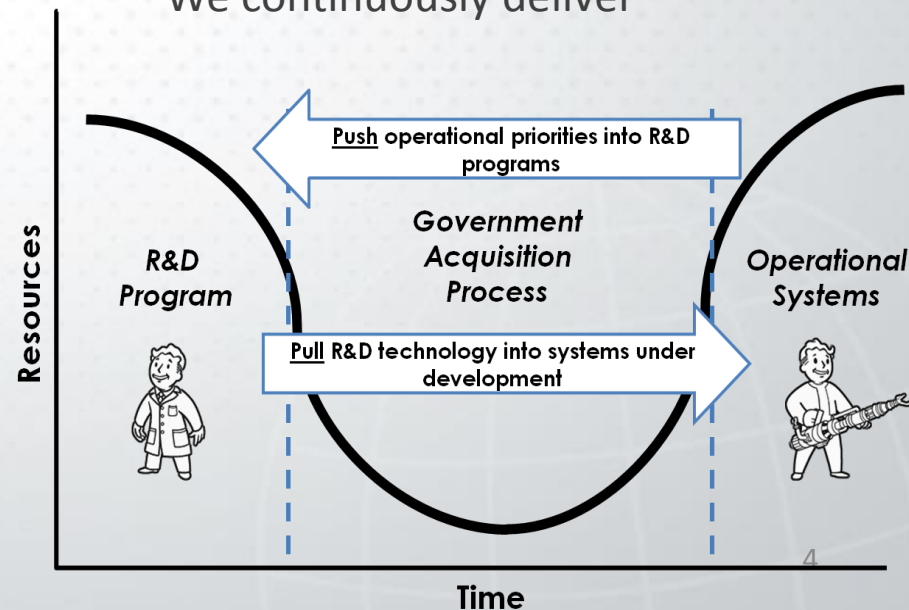 We continuously deliver
Push operational priorities into R&D
programs
Government
Acquisition
Process
R&D
Program
Operational
Systems
Resources
Pull R&D technology into systems under
development
4
Time